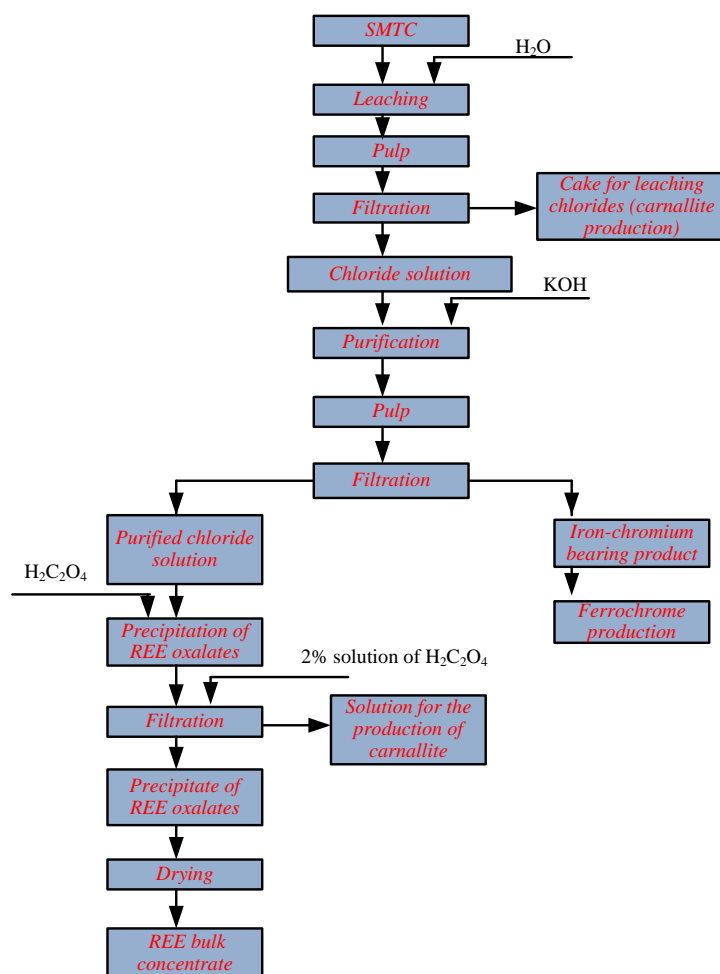 SMTC
H₂O
Leaching
Pulp
Filtration
Cake for leaching
chlorides (carnallite
production)
Chloride solution
KOH
Purification
Pulp
Filtration
Purified chloride
solution
Iron-chromium
bearing product
H₂C₂O₄
Ferrochrome
production
Precipitation of
REE oxalates
2% solution of H₂C₂O₄
Filtration
Solution for the
production of
carnallite
Precipitate of
REE oxalates
Drying
REE bulk
concentrate